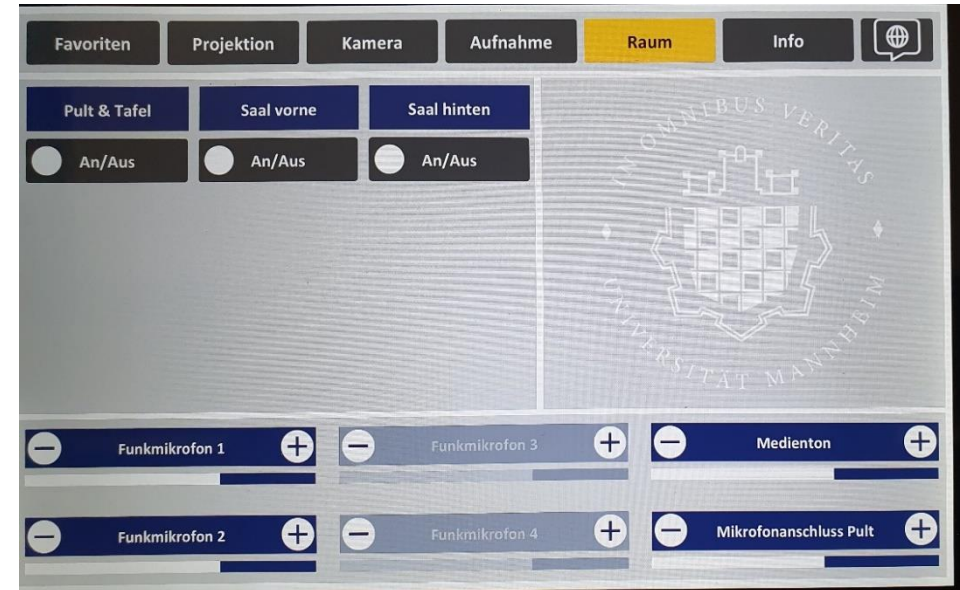 Favoriten
Projektion
Kamera
Aufnahme
Raum
Info
Pult & Tafel
Saal vorne
Saal hinten
An/Aus
An/Aus
An/Aus
IN OMNIBUS VERITAS
UNIVERSITÄT MANNHEIM
Funkmikrofon 1
Funkmikrofon 3
Medienton
Funkmikrofon 2
Funkmikrofon 4
Mikrofonanschluss Pult